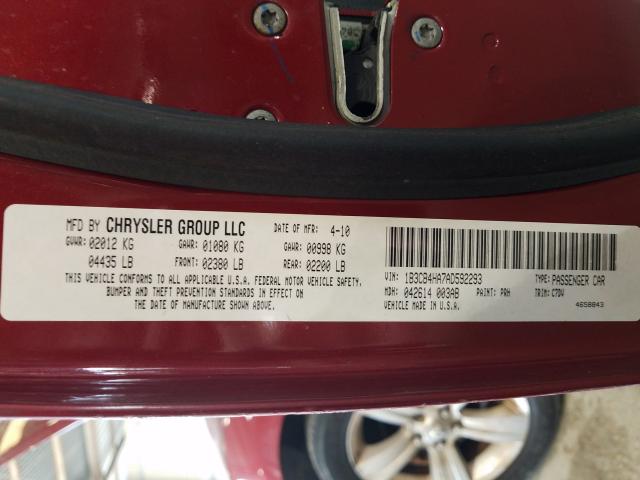 MFD BY CHRYSLER GROUP LLC DATE OF MFR: 4-10
GVWR: 02012 KG GAWR: 01080 KG GAWR: 00998 KG
04435 LB FRONT: 02380 LB REAR: 02200 LB
THIS VEHICLE CONFORMS TO ALL APPLICABLE U.S.A. FEDERAL MOTOR VEHICLE SAFETY,
BUMPER AND THEFT PREVENTION STANDARDS IN EFFECT ON
THE DATE OF MANUFACTURE SHOWN ABOVE.
VIN: 1B3CB4HA7AD592293 TYPE: PASSENGER CAR
MDH: 042614 003AB PAINT: PRH TRIM: C7DV
VEHICLE MADE IN U.S.A. 4658843